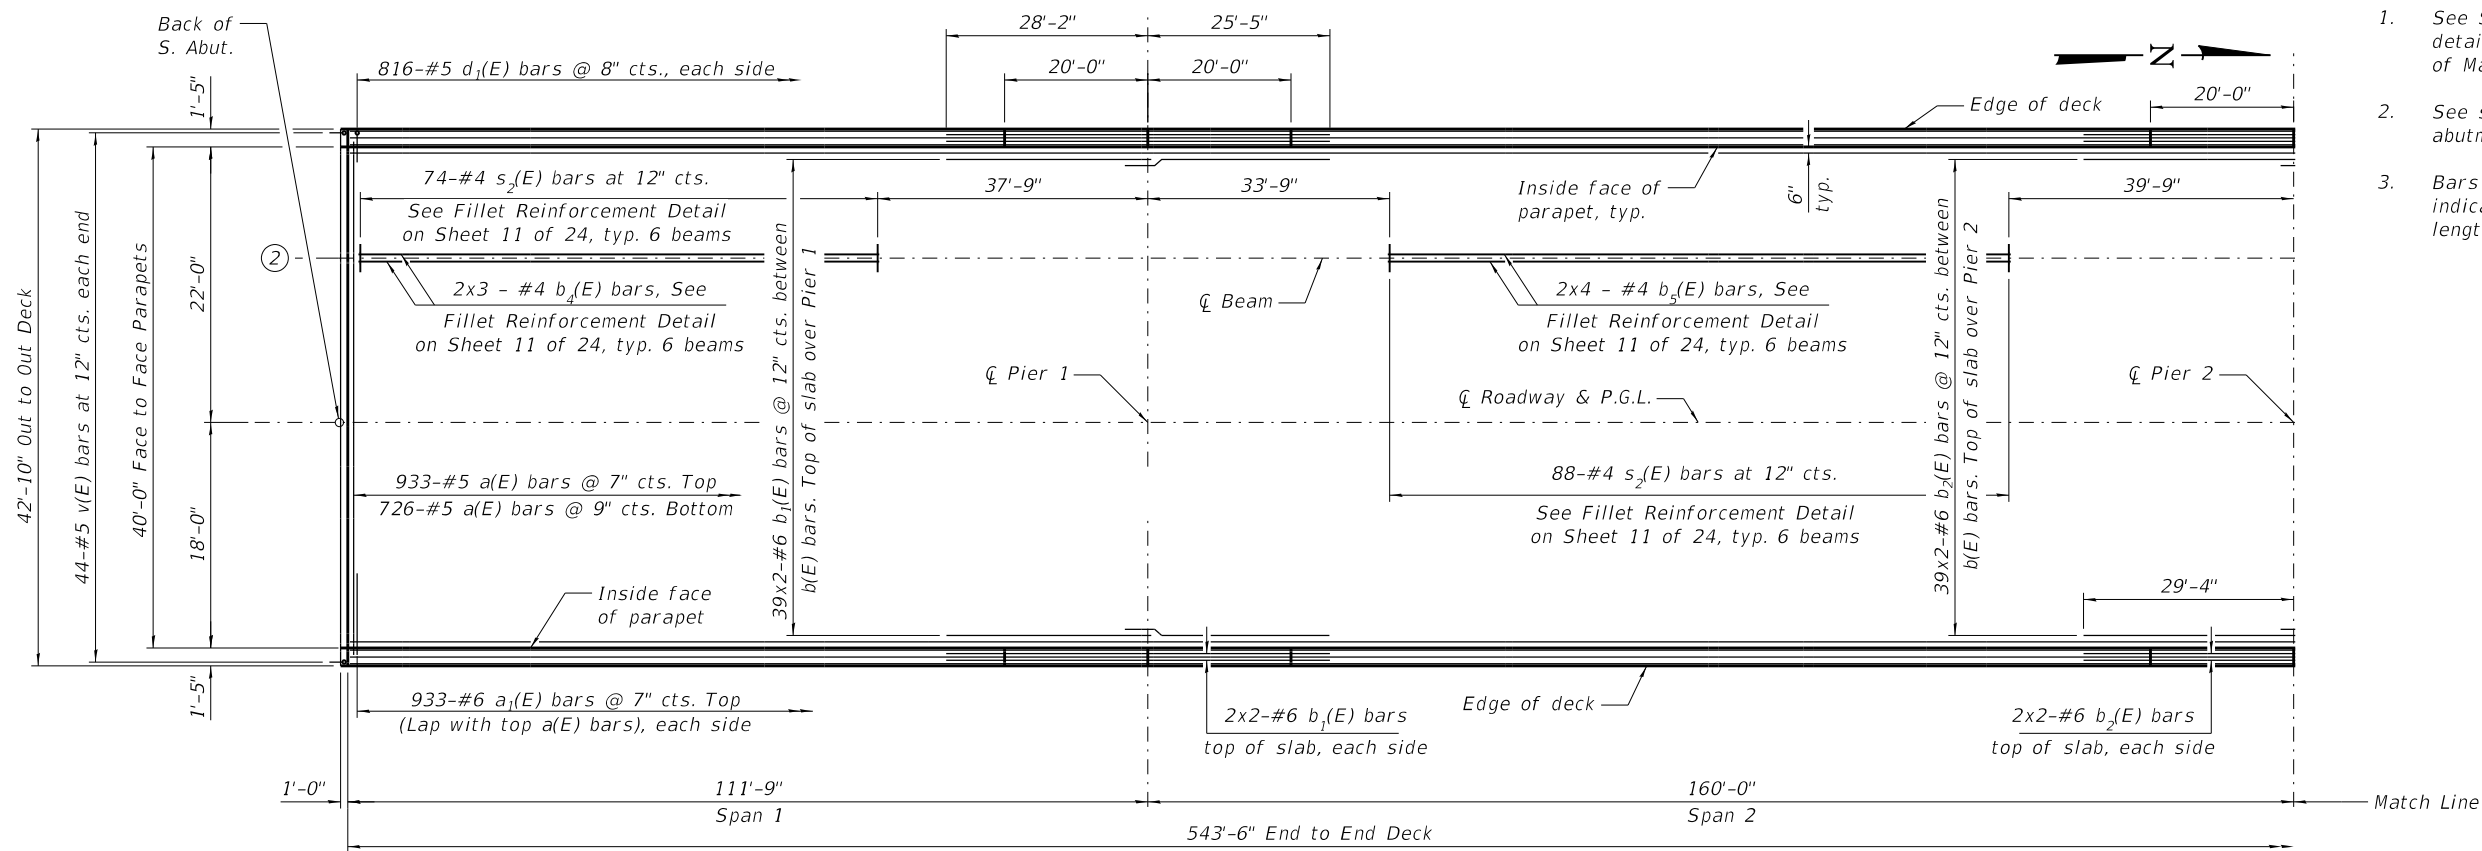 Back of
S. Abut.
816-#5 d1(E) bars @ 8" cts., each side
28'-2"
25'-5"
20'-0"
20'-0"
N
20'-0"
Edge of deck
1'-5"
74-#4 s2(E) bars at 12" cts.
See Fillet Reinforcement Detail
on Sheet 11 of 24, typ. 6 beams
37'-9"
33'-9"
Inside face of
parapet, typ.
6"
typ.
39'-9"
2
2x3 - #4 b4(E) bars, See
Fillet Reinforcement Detail
on Sheet 11 of 24, typ. 6 beams
℄ Beam
2x4 - #4 b5(E) bars, See
Fillet Reinforcement Detail
on Sheet 11 of 24, typ. 6 beams
42'-10" Out to Out Deck
44-#5 v(E) bars at 12" cts. each end
40'-0" Face to Face Parapets
22'-0"
18'-0"
39x2-#6 b1(E) bars @ 12" cts. between
b(E) bars. Top of slab over Pier 1
39x2-#6 b2(E) bars @ 12" cts. between
b(E) bars. Top of slab over Pier 2
℄ Pier 1
℄ Roadway & P.G.L.
℄ Pier 2
933-#5 a(E) bars @ 7" cts. Top
726-#5 a(E) bars @ 9" cts. Bottom
88-#4 s2(E) bars at 12" cts.
See Fillet Reinforcement Detail
on Sheet 11 of 24, typ. 6 beams
Inside face
of parapet
29'-4"
1'-5"
933-#6 a1(E) bars @ 7" cts. Top
(Lap with top a(E) bars), each side
Edge of deck
2x2-#6 b1(E) bars
top of slab, each side
2x2-#6 b2(E) bars
top of slab, each side
1'-0"
111'-9"
Span 1
160'-0"
Span 2
Match Line
543'-6" End to End Deck
1. See
of
2. See
3. Bars